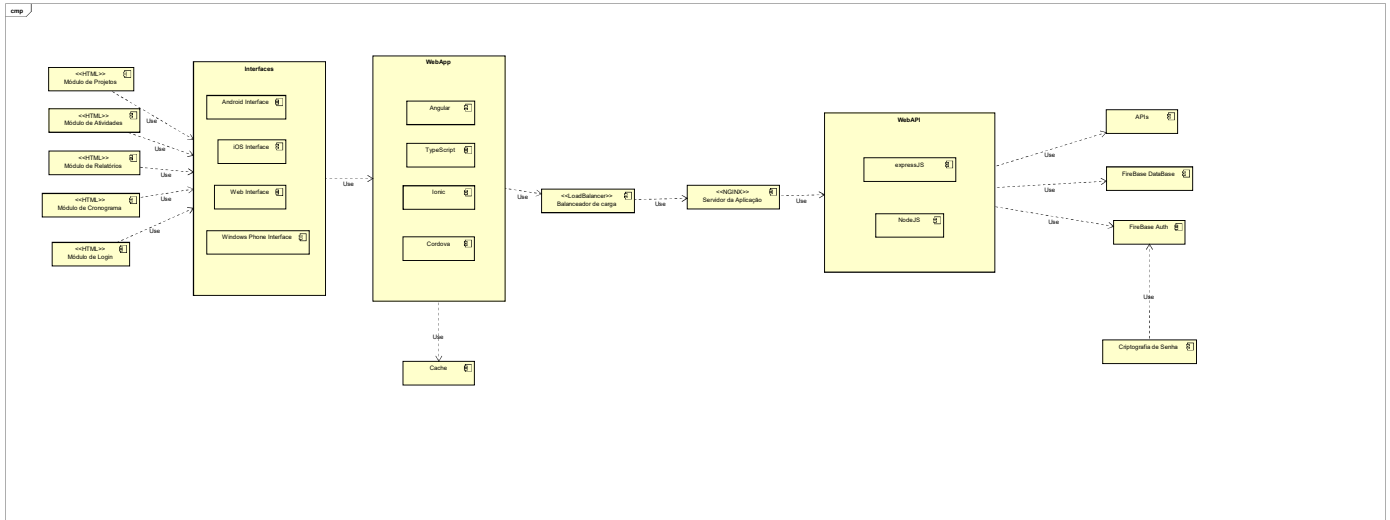 cmp
<<HTML>>
Módulo de Projetos
<<HTML>>
Módulo de Atividades
<<HTML>>
Módulo de Relatórios
<<HTML>>
Módulo de Cronograma
<<HTML>>
Módulo de Login
Use
Use
Use
Use
Use
Interfaces
Android Interface
iOS Interface
Web Interface
Windows Phone Interface
Use
WebApp
Angular
TypeScript
Ionic
Cordova
Use
Cache
Use
<<LoadBalancer>>
Balanceador de carga
Use
<<NGINX>>
Servidor da Aplicação
Use
WebAPI
expressJS
NodeJS
Use
Use
Use
APIs
FireBase DataBase
FireBase Auth
Use
Criptografia de Senha